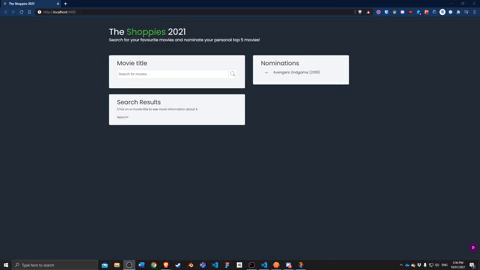 The Shoppies 2021
The Shoppies 2021
Search for your favourite movies and nominate your personal top 5 movies!
Movie title
Nominations
Search for movies
Avengers: Endgame (2019)
Search Results
Click on a movie title to see more information about it
Search!
Type here to search
ENG